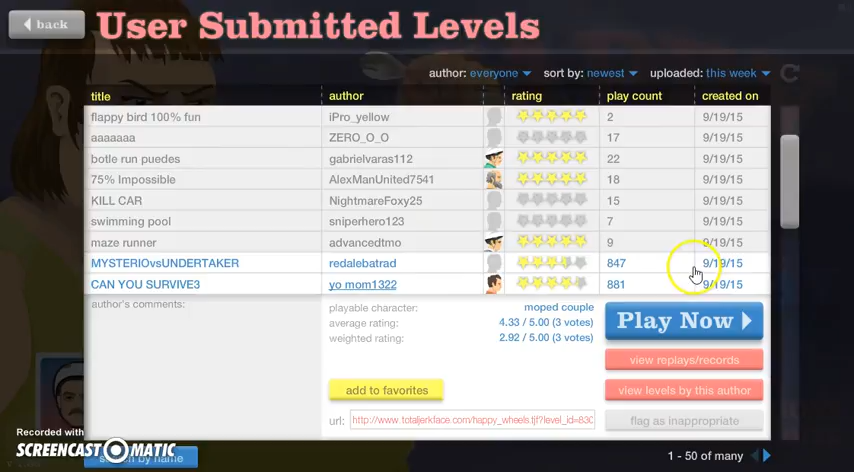 back
User Submitted Levels
author: everyone sort by: newest uploaded: this week
title author rating play count created on
flappy bird 100% fun iPro_yellow 2 9/19/15
aaaaaaa ZERO_O_O 17 9/19/15
botle run puedes gabrielvaras112 22 9/19/15
75% Impossible AlexManUnited7541 18 9/19/15
KILL CAR NightmareFoxy25 15 9/19/15
swimming pool sniperhero123 7 9/19/15
maze runner advancedtmo 9 9/19/15
MYSTERIOvsUNDERTAKER redalebatrad 847 9/19/15
CAN YOU SURVIVE3 yo mom1322 881 9/19/15
author's comments:
playable character: moped couple
average rating: 4.33 / 5.00 (3 votes)
weighted rating: 2.92 / 5.00 (3 votes)
Play Now
view replays/records
add to favorites
view levels by this author
url: http://www.totaljerkface.com/happy_wheels.tjf?level_id=830
flag as inappropriate
Recorded with
SCREENCAST-O-MATIC
by name
1 - 50 of many